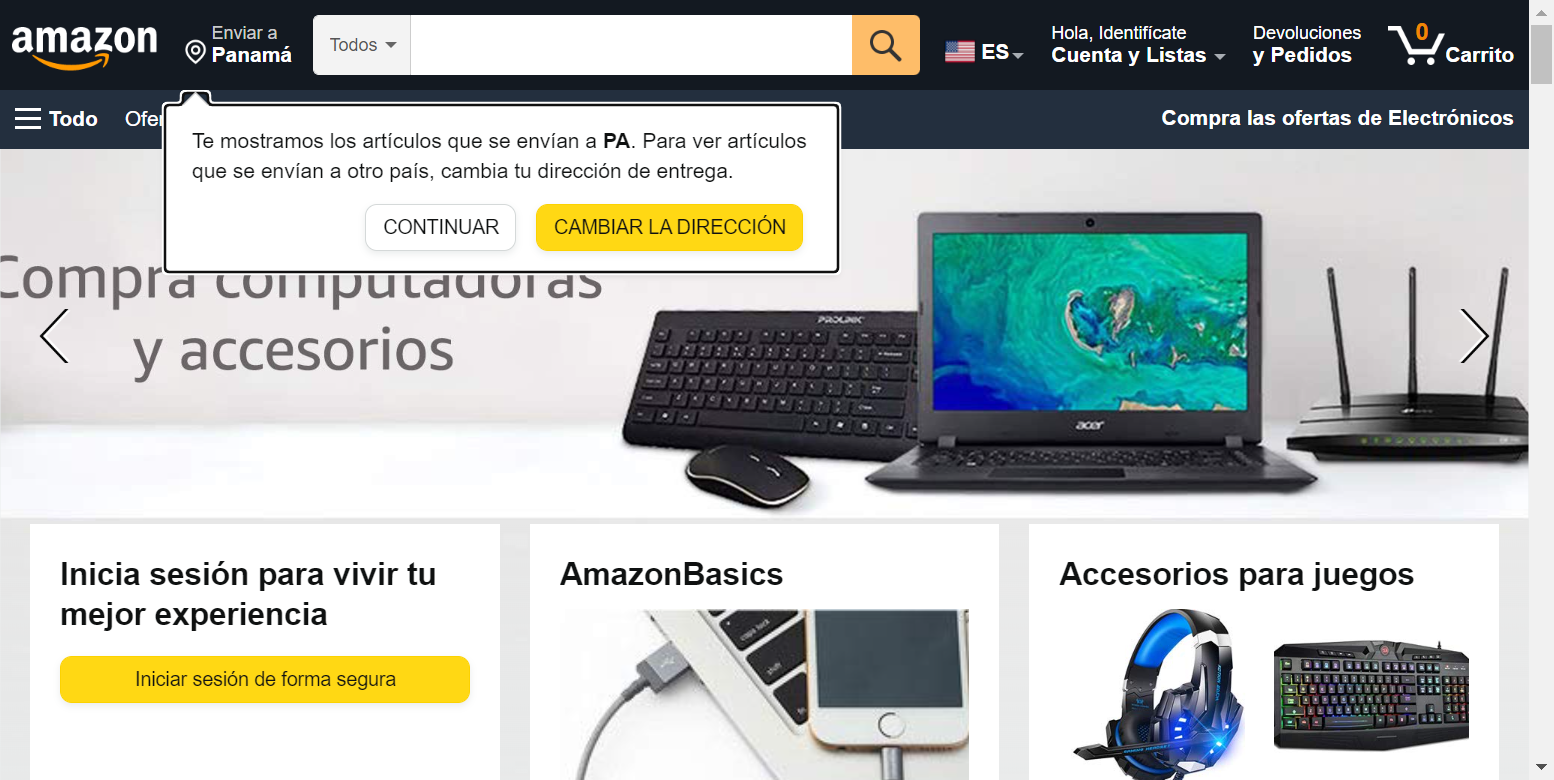 amazon
Enviar a
Panamá
Todos
ES
Hola, Identifícate
Cuenta y Listas
Devoluciones
y Pedidos
0
Carrito
Todo
Compra las ofertas de Electrónicos
Te mostramos los artículos que se envían a PA. Para ver artículos
que se envían a otro país, cambia tu dirección de entrega.
CONTINUAR
CAMBIAR LA DIRECCIÓN
Compra computadoras
y accesorios
PROLINK
acer
Inicia sesión para vivir tu
mejor experiencia
Iniciar sesión de forma segura
AmazonBasics
caps lock
shift
Accesorios para juegos